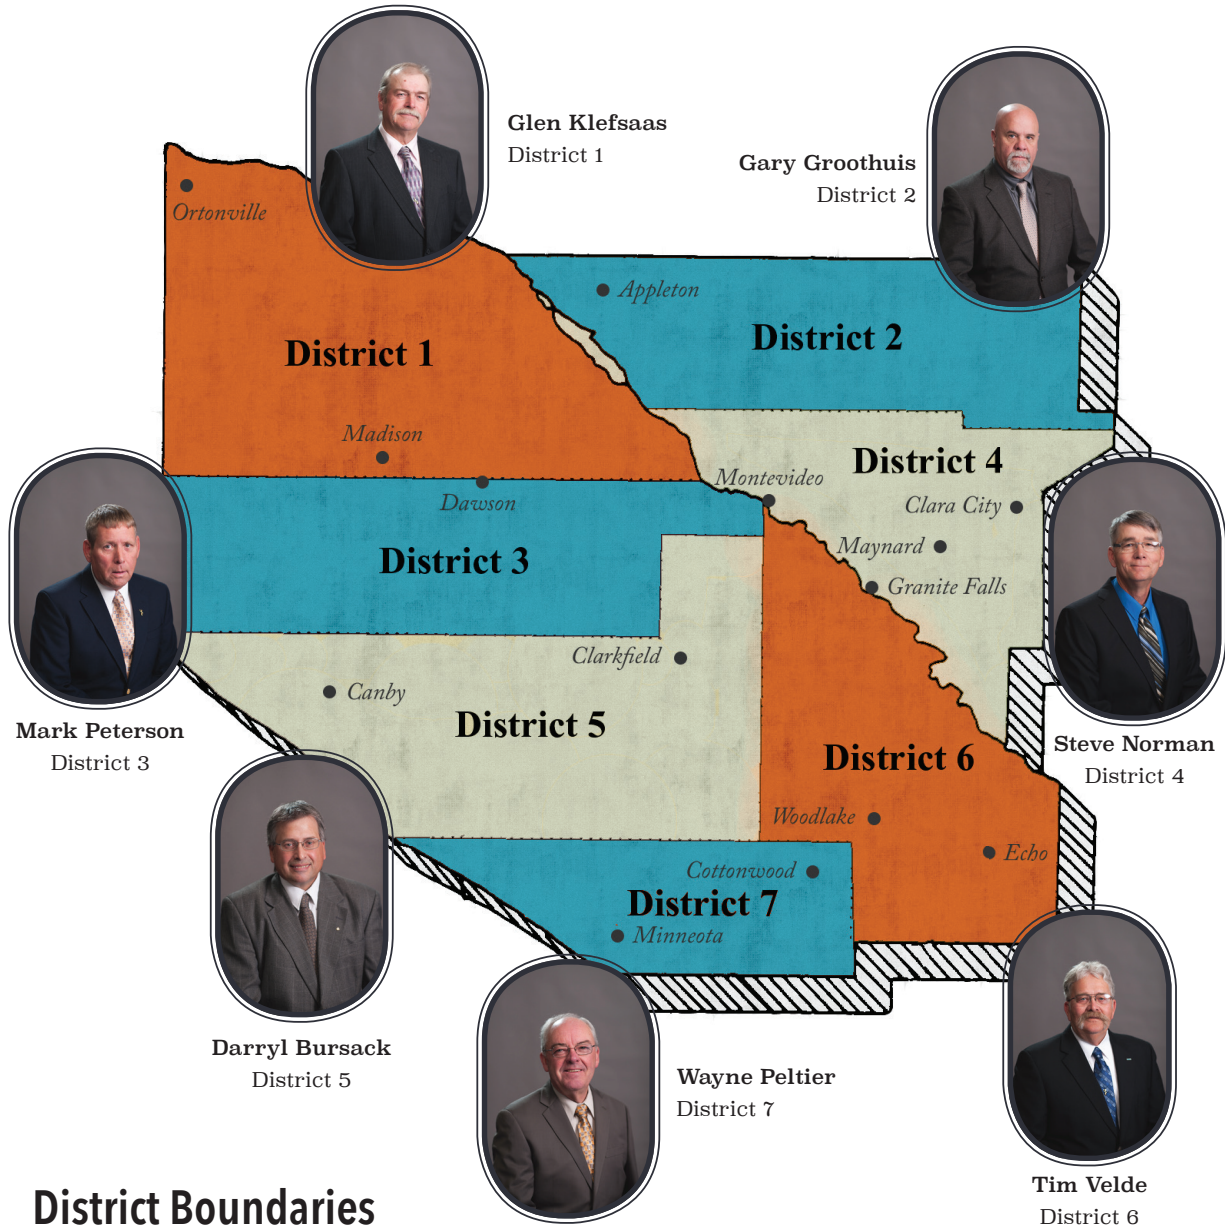 Glen Klefsaas
District 1
Gary Groothuis
District 2
Ortonville
Appleton
District 1
District 2
Madison
Dawson
Montevideo
District 4
Clara City
Maynard
Granite Falls
District 3
Clarkfield
Canby
District 5
District 6
Mark Peterson
District 3
Steve Norman
District 4
Woodlake
Echo
Cottonwood
District 7
Minneota
Darryl Bursack
District 5
Wayne Peltier
District 7
Tim Velde
District 6
District Boundaries